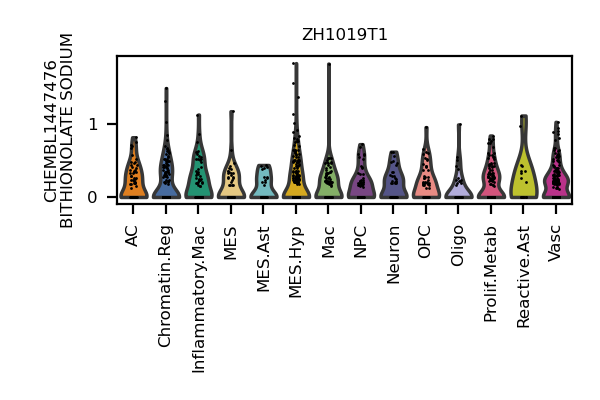 ZH1019T1
CHEMBL1447476
BITHIONOLATE SODIUM
1
0
AC
Chromatin.Reg
Inflammatory.Mac
MES
MES.Ast
MES.Hyp
Mac
NPC
Neuron
OPC
Oligo
Prolif.Metab
Reactive.Ast
Vasc